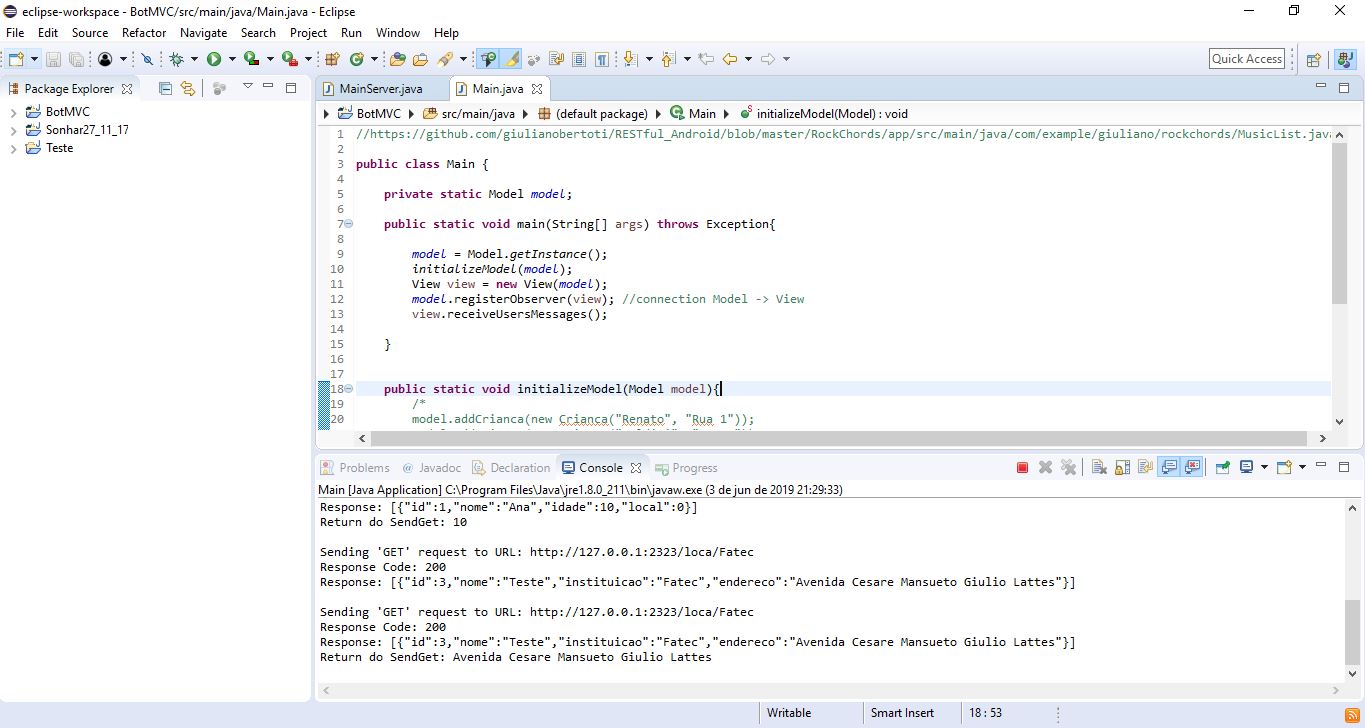 eclipse-workspace - BotMVC/src/main/java/Main.java - Eclipse
File Edit Source Refactor Navigate Search Project Run Window Help
Quick Access
Package Explorer
BotMVC
Sonhar27_11_17
Teste
MainServer.java Main.java
BotMVC src/main/java (default package) Main initializeModel(Model) : void
1 //https://github.com/giulianobertoti/RESTful_Android/blob/master/RockChords/app/src/main/java/com/example/giuliano/rockchords/MusicList.java
2
3 public class Main {
4
5 private static Model model;
6
7 public static void main(String[] args) throws Exception{
8
9 model = Model.getInstance();
10 initializeModel(model);
11 View view = new View(model);
12 model.registerObserver(view); //connection Model -> View
13 view.receiveUsersMessages();
14
15 }
16
17
18 public static void initializeModel(Model model){
19 /*
20 model.addCrianca(new Crianca("Renato", "Rua 1"));
Problems @ Javadoc Declaration Console Progress
Main [Java Application] C:\Program Files\Java\jre1.8.0_211\bin\javaw.exe (3 de jun de 2019 21:29:33)
Response: [{"id":1,"nome":"Ana","idade":10,"local":0}]
Return do SendGet: 10
Sending 'GET' request to URL: http://127.0.0.1:2323/loca/Fatec
Response Code: 200
Response: [{"id":3,"nome":"Teste","instituicao":"Fatec","endereco":"Avenida Cesare Mansueto Giulio Lattes"}]
Sending 'GET' request to URL: http://127.0.0.1:2323/loca/Fatec
Response Code: 200
Response: [{"id":3,"nome":"Teste","instituicao":"Fatec","endereco":"Avenida Cesare Mansueto Giulio Lattes"}]
Return do SendGet: Avenida Cesare Mansueto Giulio Lattes
Writable Smart Insert 18 : 53